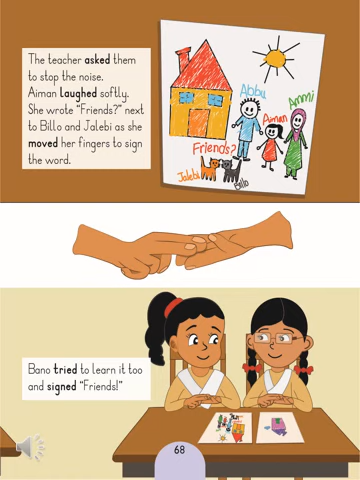 The teacher asked them
to stop the noise.
Aiman laughed softly.
She wrote "Friends?" next
to Billo and Jalebi as she
moved her fingers to sign
the word.
Abbu
Ammi
Aiman
Friends?
Jalebi
Billo
Bano tried to learn it too
and signed "Friends!"
68